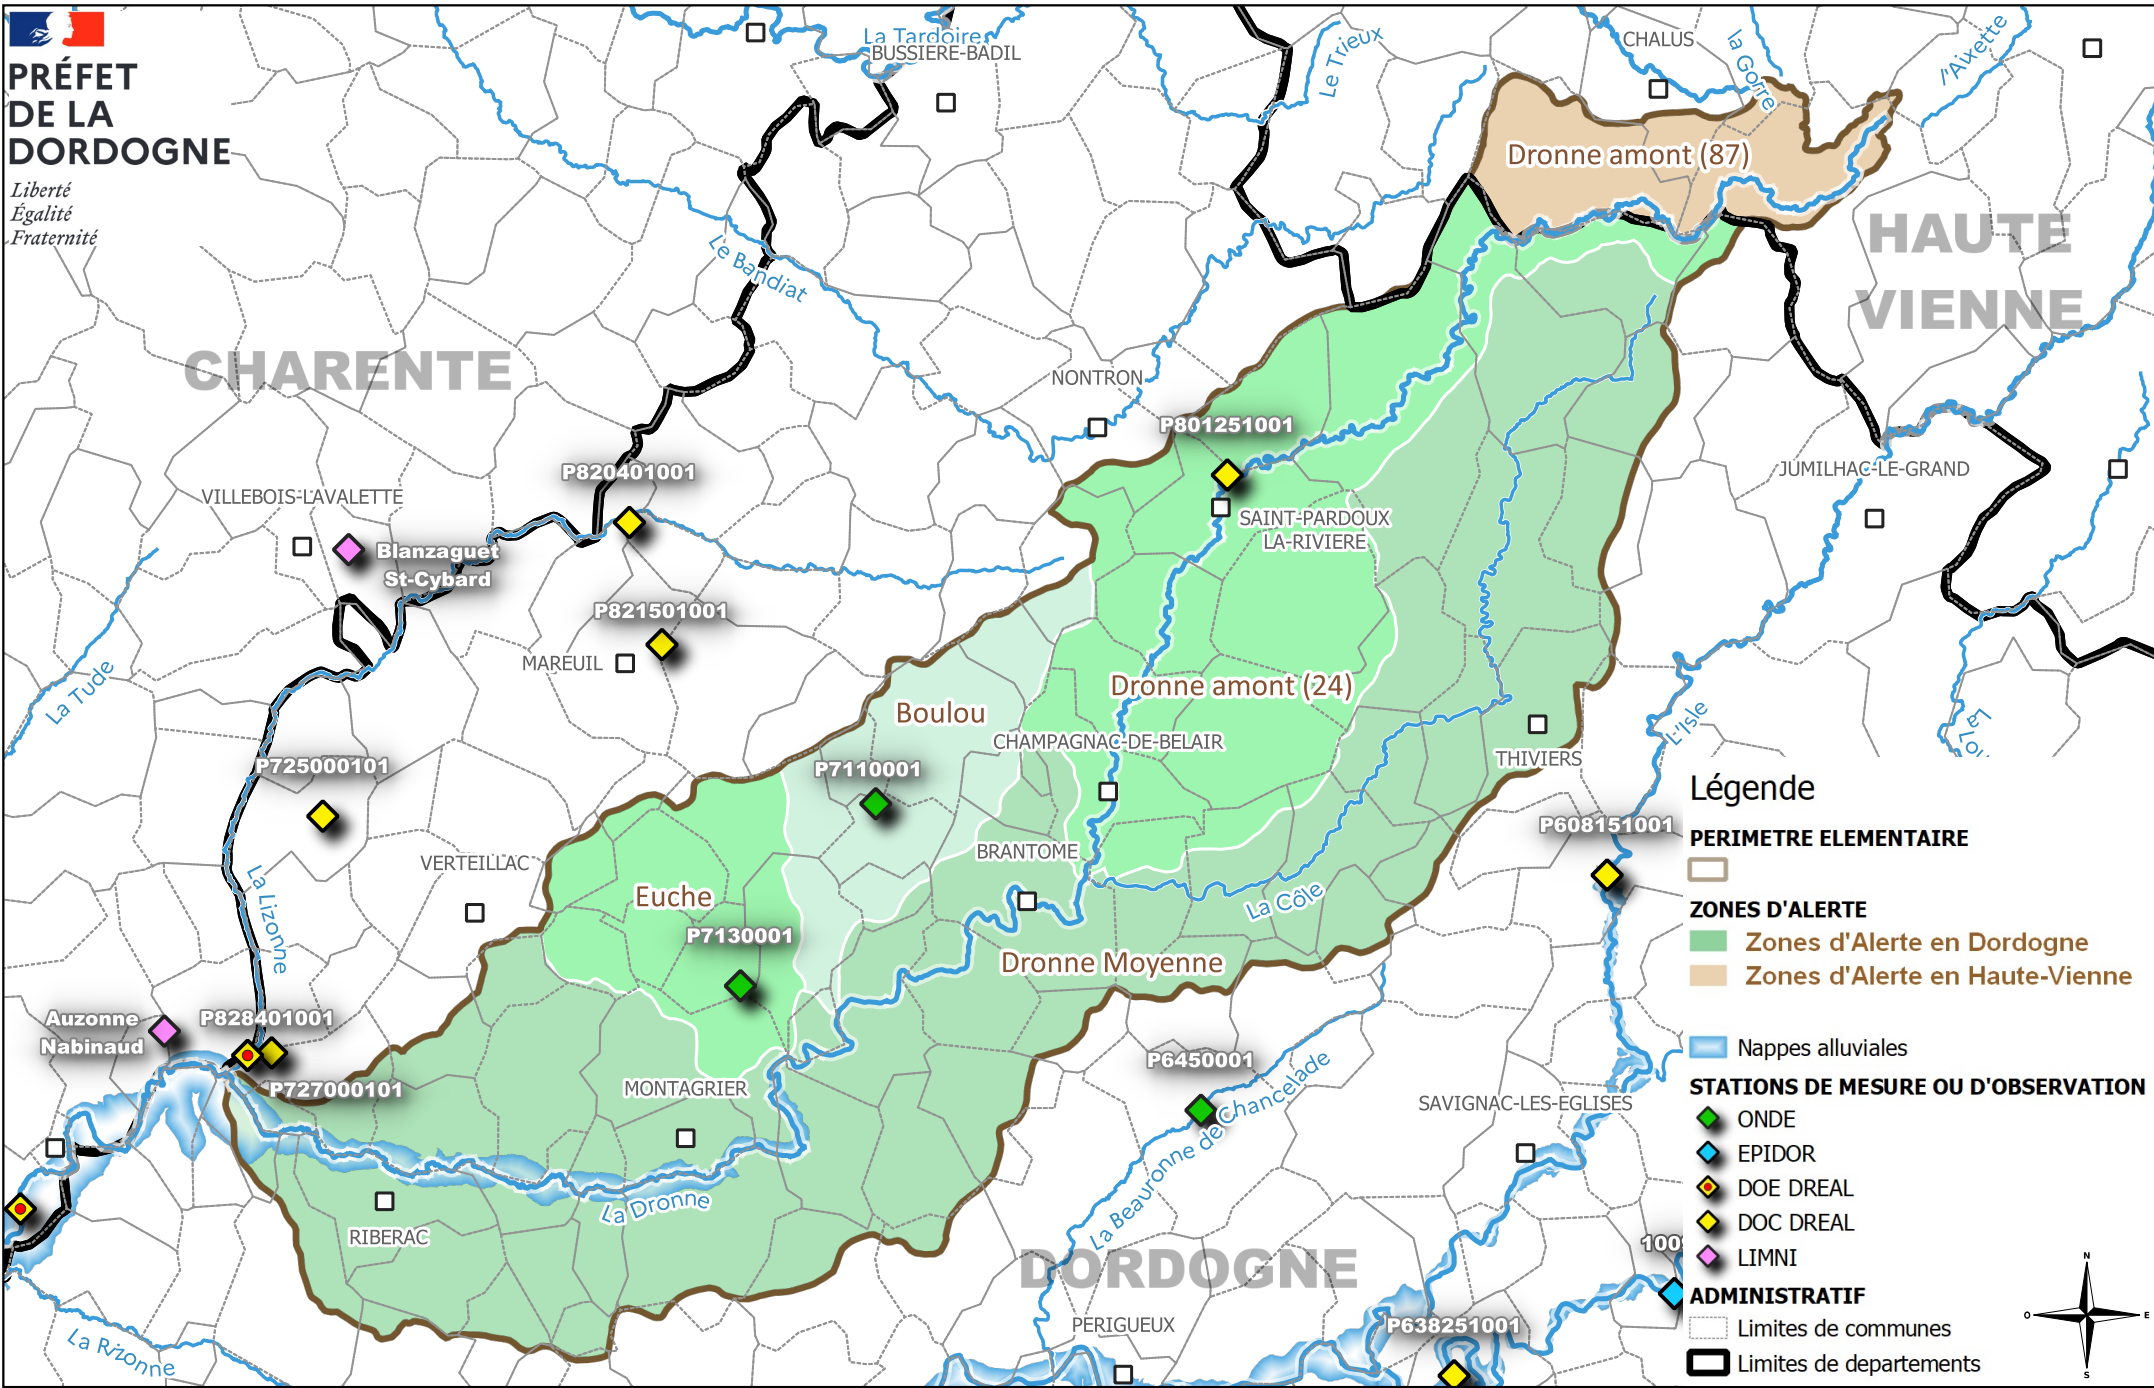 PRÉFET
DE LA
DORDOGNE
Liberté
Égalité
Fraternité
La Tardoire
BUSSIERE-BADIL
Le Trieux
CHALUS
la Gorre
l'Aixette
Dronne amont (87)
HAUTE
VIENNE
Le Bandiat
CHARENTE
NONTRON
P801251001
P820401001
JUMILHAC-LE-GRAND
VILLEBOIS-LAVALETTE
SAINT-PARDOUX
LA-RIVIERE
Blanzaguet
St-Cybard
P821501001
MAREUIL
La Tude
Dronne amont (24)
Boulou
L'Isle
CHAMPAGNAC-DE-BELAIR
THIVIERS
P725000101
P7110001
P608151001
BRANTOME
VERTEILLAC
La Lizonne
Euche
La Côle
P7130001
Dronne Moyenne
Auzonne
Nabinaud
P828401001
P727000101
MONTAGRIER
P6450001
La Beauronne de Chancelade
SAVIGNAC-LES-EGLISES
La Dronne
RIBERAC
DORDOGNE
PERIGUEUX
P638251001
La Rizonne
Légende
PERIMETRE ELEMENTAIRE
ZONES D'ALERTE
Zones d'Alerte en Dordogne
Zones d'Alerte en Haute-Vienne
Nappes alluviales
STATIONS DE MESURE OU D'OBSERVATION
ONDE
EPIDOR
DOE DREAL
DOC DREAL
LIMNI
ADMINISTRATIF
Limites de communes
Limites de departements
N
O
E
S